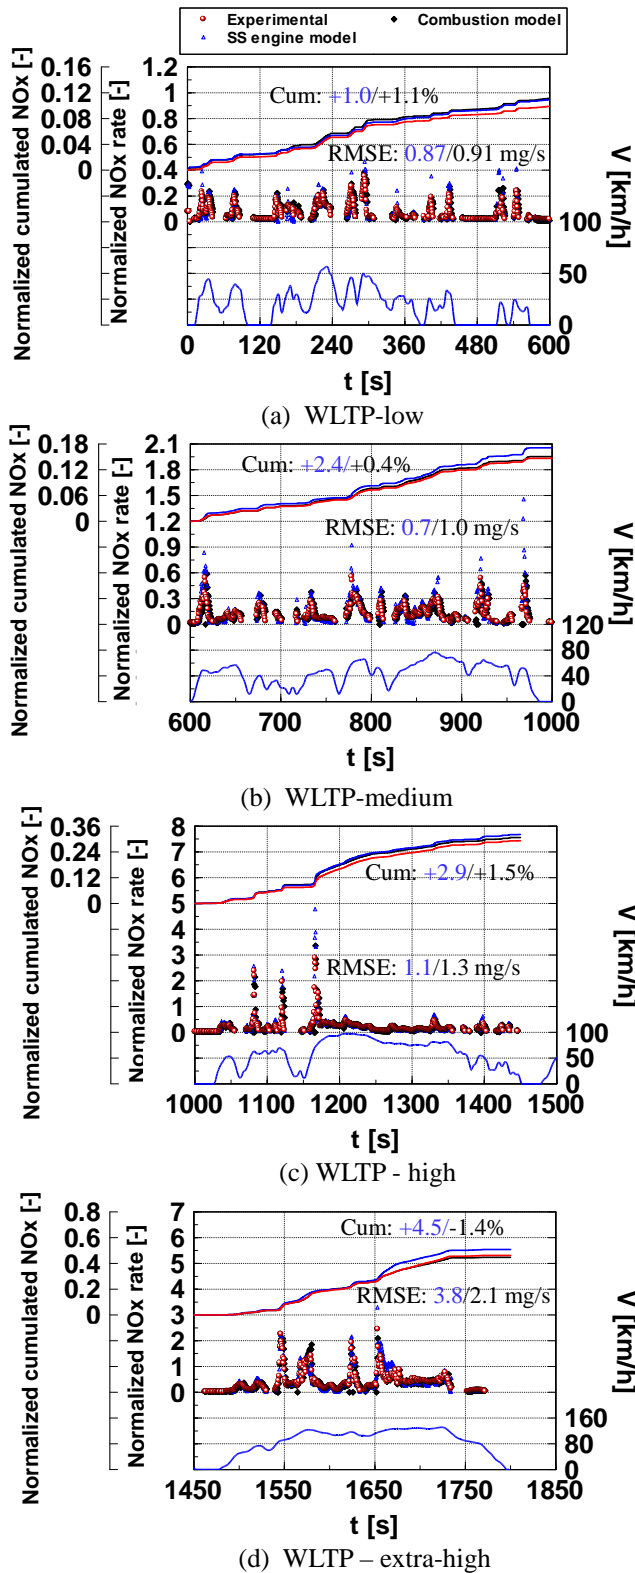 Experimental
Combustion model
SS engine model
Normalized cumulated NOx [-]
0.16
0.12
0.08
0.04
0
Normalized NOx rate [-]
1.2
1
0.8
0.6
0.4
0.2
0
Cum: +1.0/+1.1%
RMSE: 0.87/0.91 mg/s
V [km/h]
100
50
0
0 120 240 360 480 600
t [s]
(a) WLTP-low
Normalized cumulated NOx [-]
0.18
0.12
0.06
0
Normalized NOx rate [-]
2.1
1.8
1.5
1.2
0.9
0.6
0.3
0
Cum: +2.4/+0.4%
RMSE: 0.7/1.0 mg/s
V [km/h]
120
80
40
0
600 700 800 900 1000
t [s]
(b) WLTP-medium
Normalized cumulated NOx [-]
0.36
0.24
0.12
0
Normalized NOx rate [-]
8
7
6
5
4
3
2
1
0
Cum: +2.9/+1.5%
RMSE: 1.1/1.3 mg/s
V [km/h]
100
50
0
1000 1100 1200 1300 1400 1500
t [s]
(c) WLTP - high
Normalized cumulated NOx [-]
0.8
0.6
0.4
0.2
0
Normalized NOx rate [-]
7
6
5
4
3
2
1
0
Cum: +4.5/-1.4%
RMSE: 3.8/2.1 mg/s
V [km/h]
160
80
0
1450 1550 1650 1750 1850
t [s]
(d) WLTP – extra-high